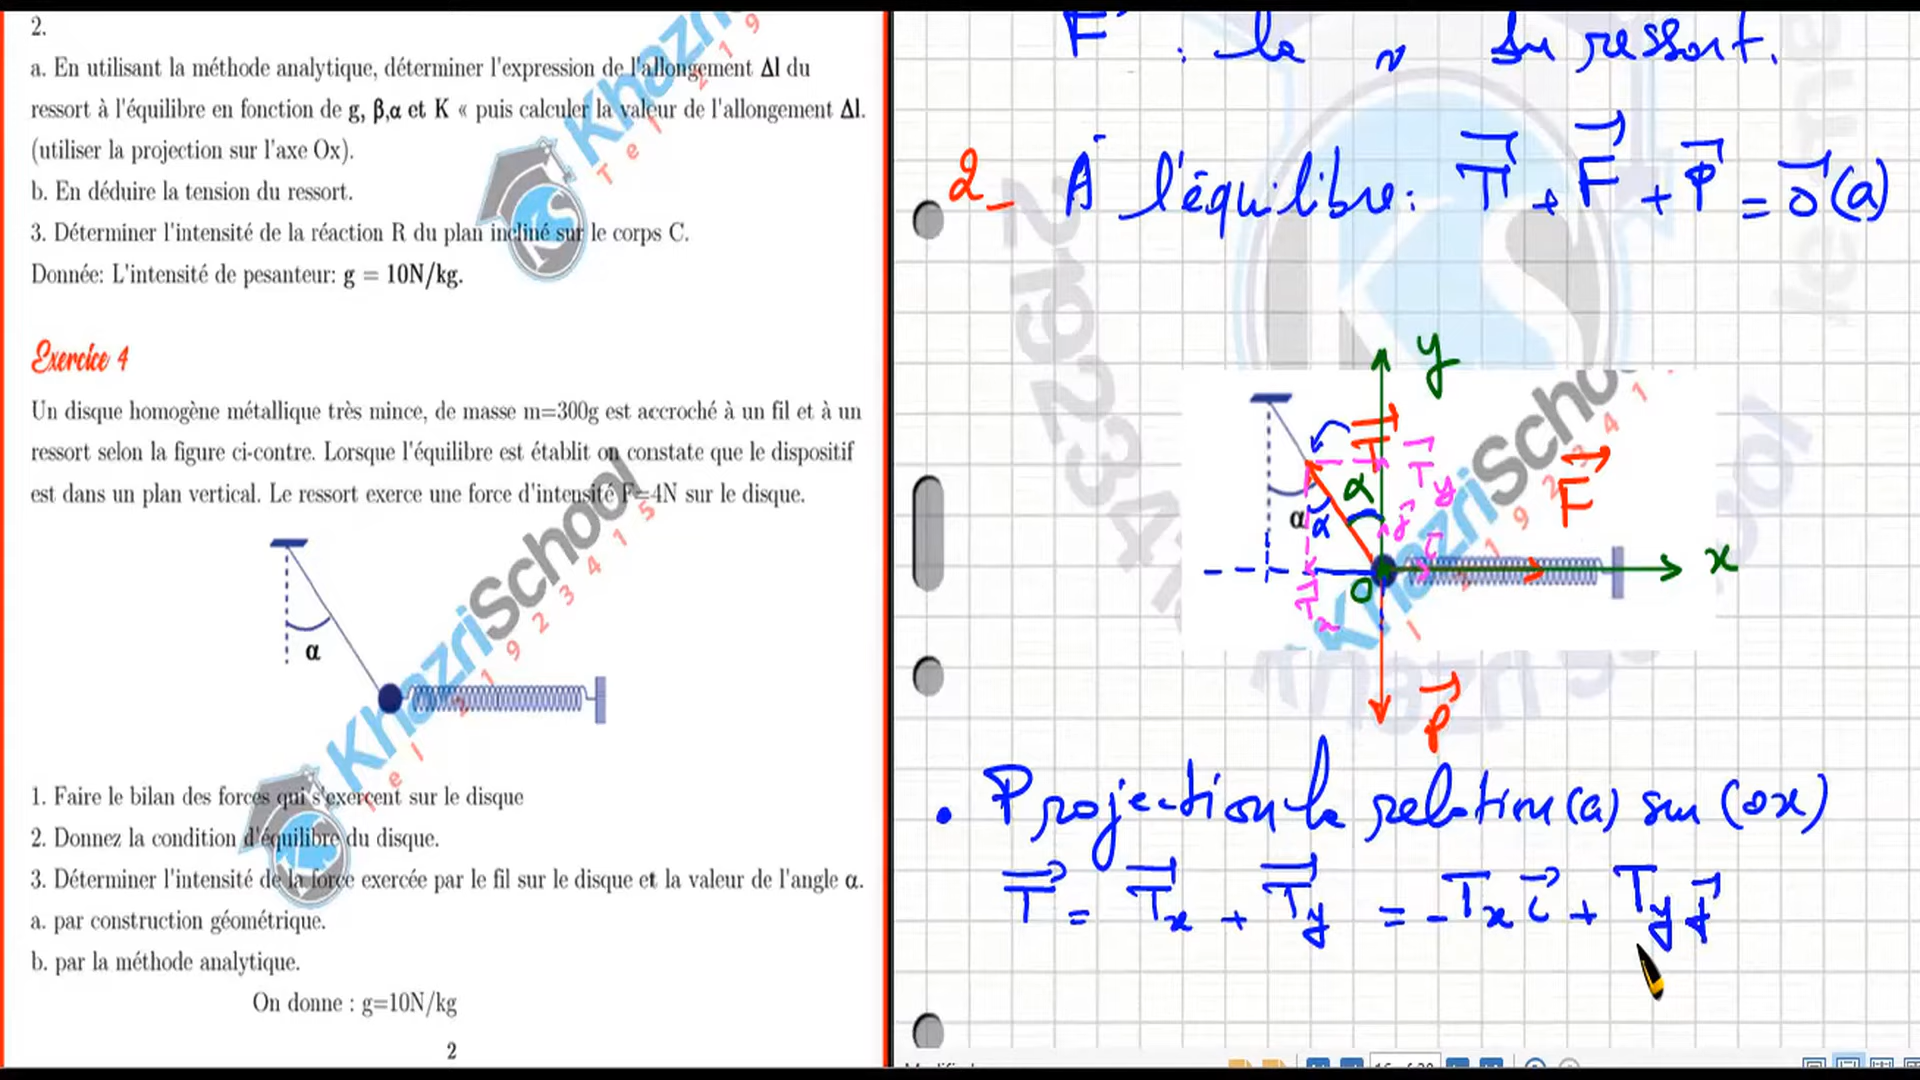 2.
a. En utilisant la méthode analytique, déterminer l'expression de l'allongement Δl du
ressort à l'équilibre en fonction de g, β,α et K « puis calculer la valeur de l'allongement Δl.
(utiliser la projection sur l'axe Ox).
b. En déduire la tension du ressort.
3. Déterminer l'intensité de la réaction R du plan incliné sur le corps C.
Donnée: L'intensité de pesanteur: g = 10N/kg.
Exercice 4
Un disque homogène métallique très mince, de masse m=300g est accroché à un fil et à un
ressort selon la figure ci-contre. Lorsque l'équilibre est établit on constate que le dispositif
est dans un plan vertical. Le ressort exerce une force d'intensité F=4N sur le disque.
α
KhazriSchool
1. Faire le bilan des forces qui s'exercent sur le disque
2. Donnez la condition d'équilibre du disque.
3. Déterminer l'intensité de la force exercée par le fil sur le disque et la valeur de l'angle α.
a. par construction géométrique.
b. par la méthode analytique.
On donne : g=10N/kg
2
F : la " du ressort.
2_ À l'équilibre: T⃗ + F⃗ + P⃗ = 0⃗ (a)
y
T⃗ T⃗y
F⃗
α α α
j⃗ i⃗
x
O
T⃗x
P⃗
• Projection la relation (a) sur (ox)
T⃗ = T⃗x + T⃗y = -Tx i⃗ + Ty j⃗